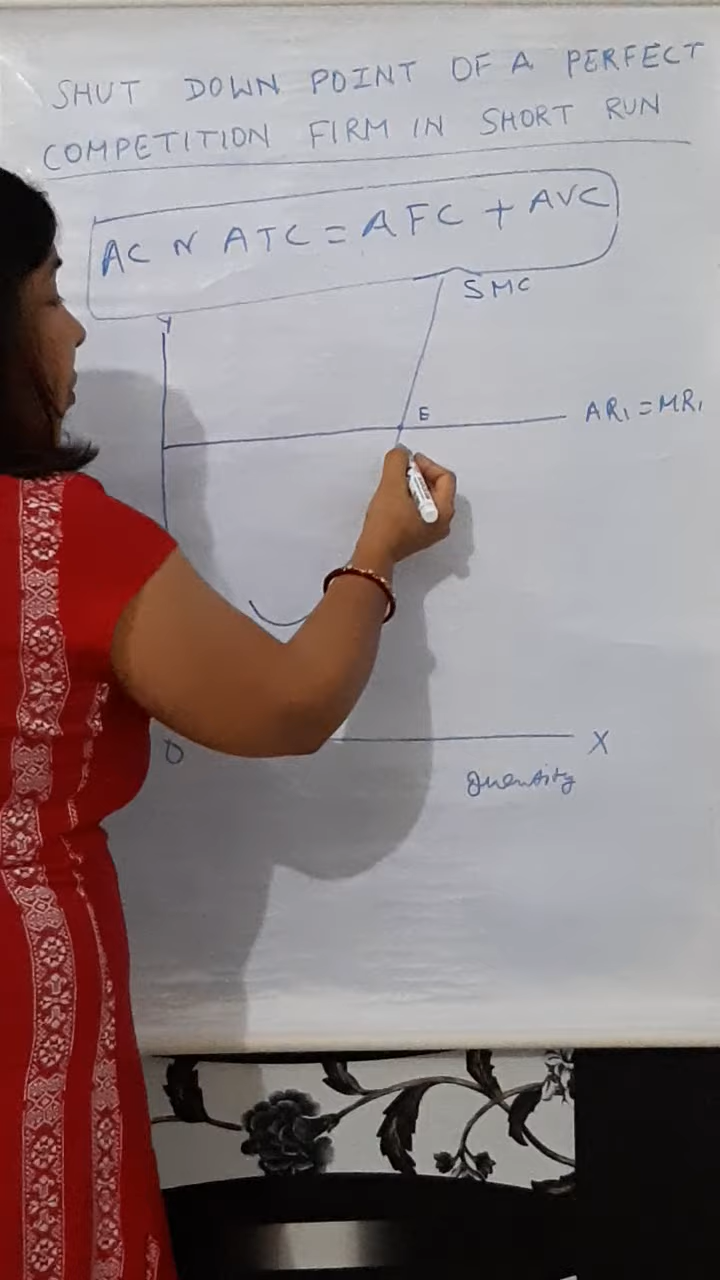 SHUT DOWN POINT OF A PERFECT
COMPETITION FIRM IN SHORT RUN
AC N ATC = AFC + AVC
Y
SMC
E
AR₁ = MR₁
O
X
Quantity